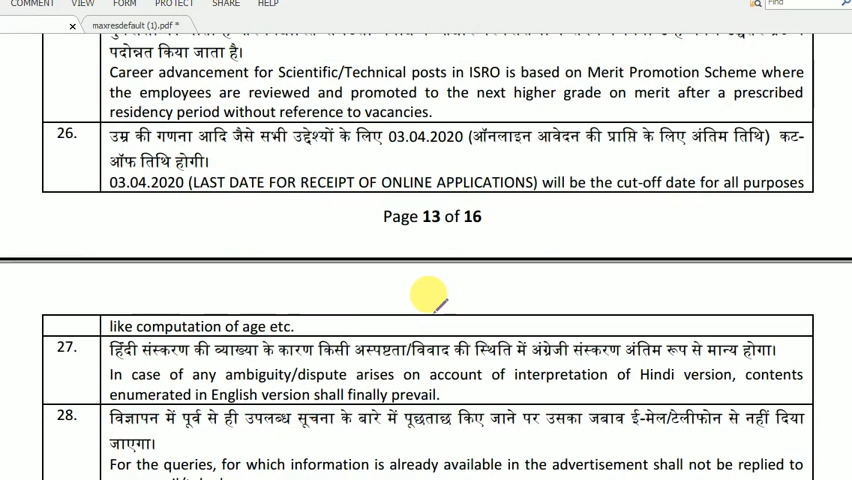 COMMENT VIEW FORM PROTECT SHARE HELP
Find
maxresdefault (1).pdf *
पदोन्नत किया जाता है।
Career advancement for Scientific/Technical posts in ISRO is based on Merit Promotion Scheme where
the employees are reviewed and promoted to the next higher grade on merit after a prescribed
residency period without reference to vacancies.
26. उम्र की गणना आदि जैसे सभी उद्देश्यों के लिए 03.04.2020 (ऑनलाइन आवेदन की प्राप्ति के लिए अंतिम तिथि) कट-
ऑफ तिथि होगी।
03.04.2020 (LAST DATE FOR RECEIPT OF ONLINE APPLICATIONS) will be the cut-off date for all purposes
Page 13 of 16
like computation of age etc.
27. हिंदी संस्करण की व्याख्या के कारण किसी अस्पष्टता/विवाद की स्थिति में अंग्रेजी संस्करण अंतिम रूप से मान्य होगा।
In case of any ambiguity/dispute arises on account of interpretation of Hindi version, contents
enumerated in English version shall finally prevail.
28. विज्ञापन में पूर्व से ही उपलब्ध सूचना के बारे में पूछताछ किए जाने पर उसका जवाब ई-मेल/टेलीफोन से नहीं दिया
जाएगा।
For the queries, for which information is already available in the advertisement shall not be replied to